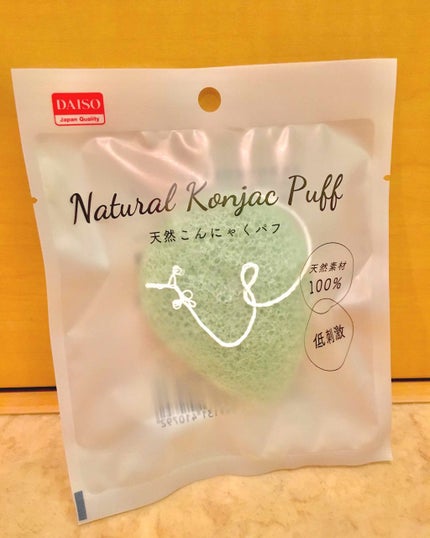 DAISO
Japan Quality
Natural Konjac Puff
天然こんにゃくパフ
天然素材
100%
低刺激